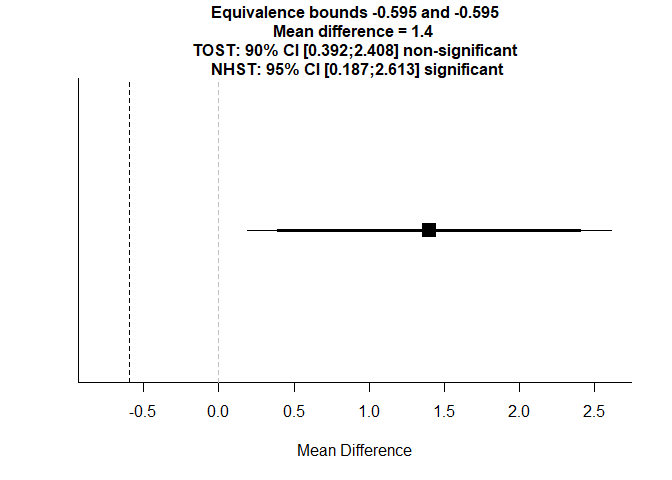 Equivalence bounds -0.595 and -0.595
Mean difference = 1.4
TOST: 90% CI [0.392;2.408] non-significant
NHST: 95% CI [0.187;2.613] significant
-0.5 0.0 0.5 1.0 1.5 2.0 2.5
Mean Difference